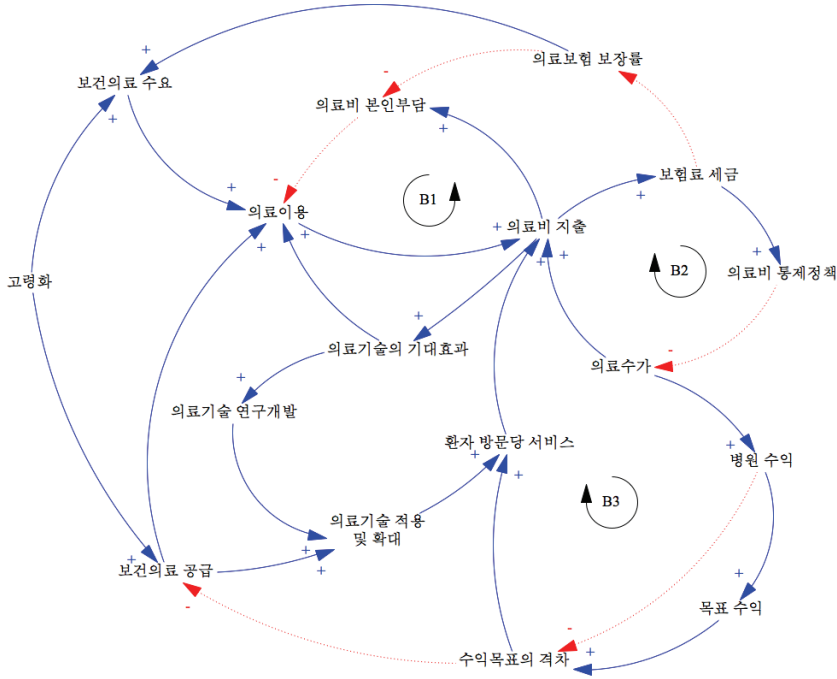 의료보험 보장률
보건의료 수요
의료비 본인부담
보험료 세금
B1
의료이용
의료비 지출
B2
의료비 통제정책
고령화
의료기술의 기대효과
의료수가
의료기술 연구개발
환자 방문당 서비스
병원 수익
B3
의료기술 적용
및 확대
보건의료 공급
목표 수익
수익목표의 격차